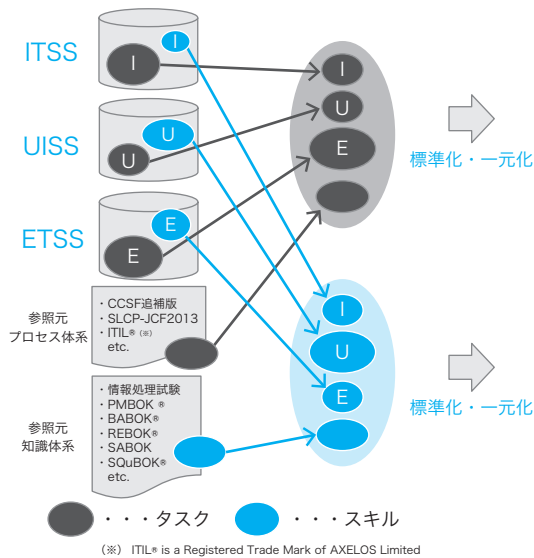 ITSS
I
I
I
UISS
U
U
U
E
標準化・一元化
ETSS
E
E
参照元
プロセス体系
・CCSF追補版
・SLCP-JCF2013
・ITIL® (※)
etc.
I
U
E
標準化・一元化
参照元
知識体系
・情報処理試験
・PMBOK ®
・BABOK®
・REBOK®
・SABOK
・SQuBOK®
etc.
・・・タスク
・・・スキル
(※) ITIL® is a Registered Trade Mark of AXELOS Limited